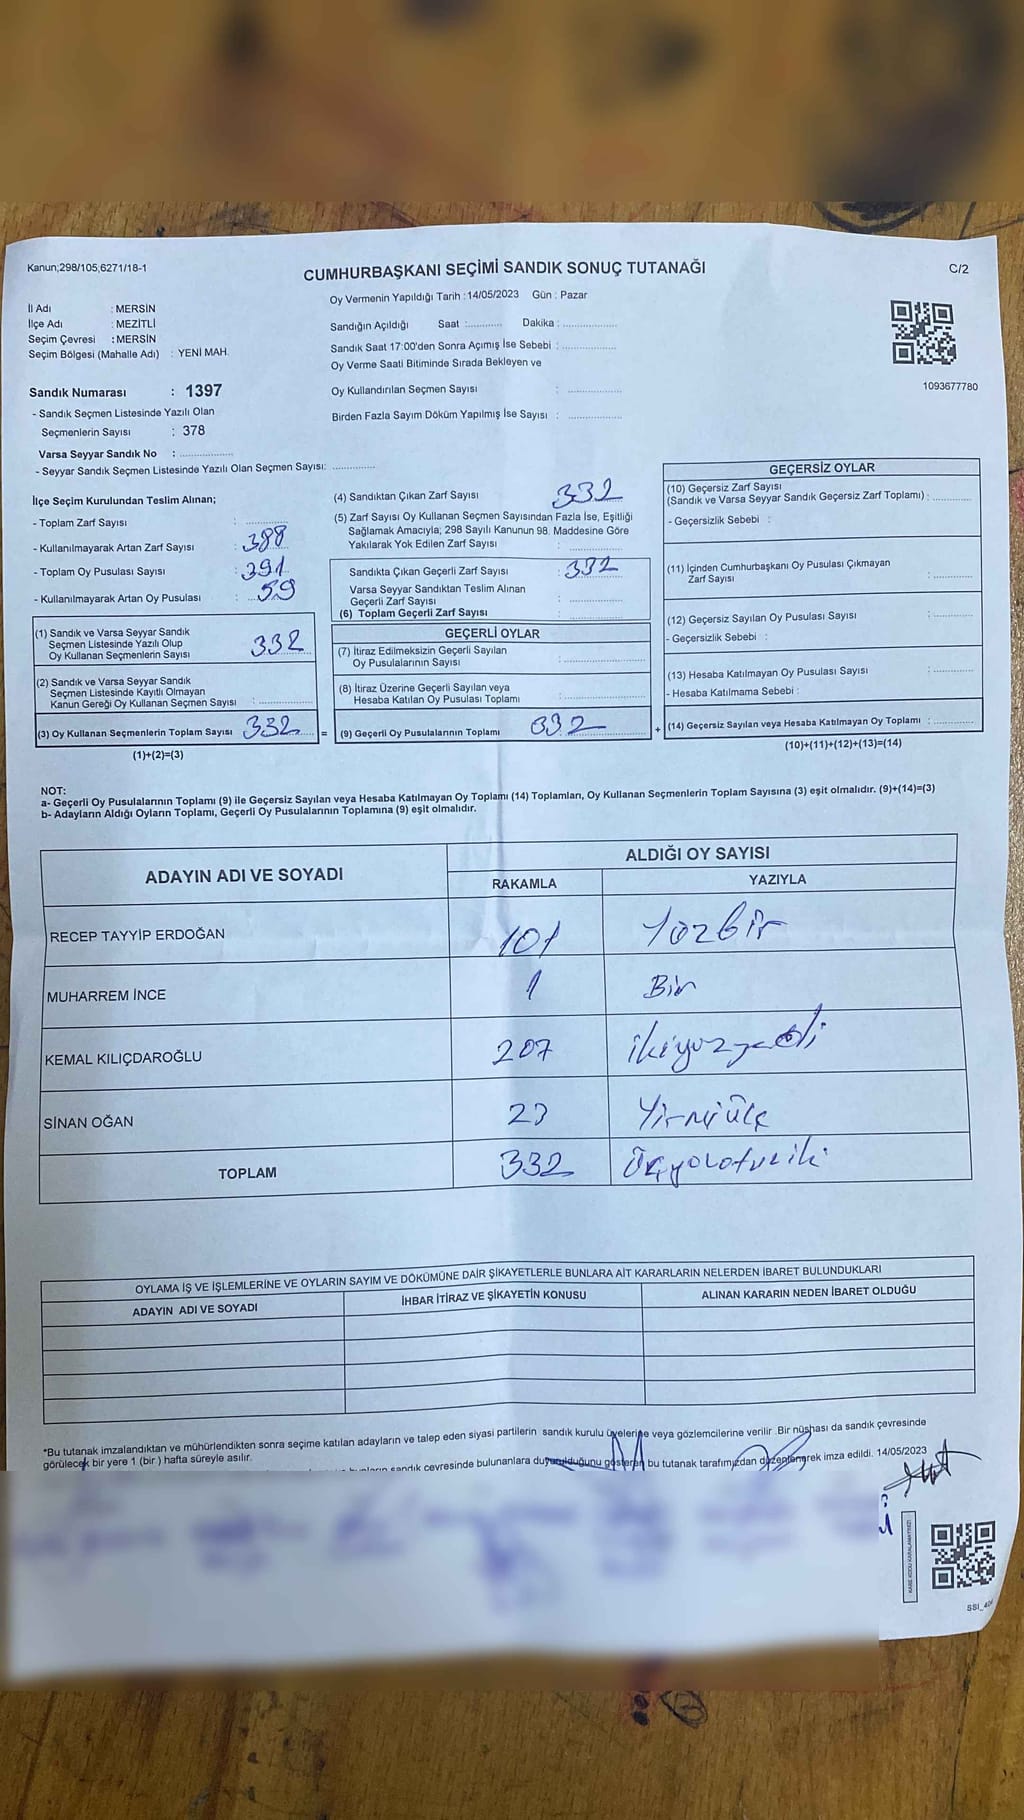 Kanun;298/105;6271/18-1
CUMHURBAŞKANI SEÇİMİ SANDIK SONUÇ TUTANAĞI
C/2
İl Adı : MERSİN
İlçe Adı : MEZİTLİ
Seçim Çevresi : MERSİN
Seçim Bölgesi (Mahalle Adı) : YENİ MAH.
Sandık Numarası : 1397
- Sandık Seçmen Listesinde Yazılı Olan
Seçmenlerin Sayısı : 378
Varsa Seyyar Sandık No : ..................
- Seyyar Sandık Seçmen Listesinde Yazılı Olan Seçmen Sayısı: ..............
Oy Vermenin Yapıldığı Tarih :14/05/2023 Gün : Pazar
Sandığın Açıldığı Saat :............ Dakika : ..................
Sandık Saat 17:00'den Sonra Açımış İse Sebebi : ..................
Oy Verme Saati Bitiminde Sırada Bekleyen ve
Oy Kullandırılan Seçmen Sayısı : ..................
Birden Fazla Sayım Döküm Yapılmış İse Sayısı : ..................
1093677780
İlçe Seçim Kurulundan Teslim Alınan;
- Toplam Zarf Sayısı : 388
- Kullanılmayarak Artan Zarf Sayısı :
- Toplam Oy Pusulası Sayısı : 391
- Kullanılmayarak Artan Oy Pusulası : 59
(1) Sandık ve Varsa Seyyar Sandık
Seçmen Listesinde Yazılı Olup
Oy Kullanan Seçmenlerin Sayısı 332
(2) Sandık ve Varsa Seyyar Sandık
Seçmen Listesinde Kayıtlı Olmayan
Kanun Gereği Oy Kullanan Seçmen Sayısı : ..................
(3) Oy Kullanan Seçmenlerin Toplam Sayısı 332
(1)+(2)=(3)
=
(4) Sandıktan Çıkan Zarf Sayısı 332
(5) Zarf Sayısı Oy Kullanan Seçmen Sayısından Fazla İse, Eşitliği
Sağlamak Amacıyla; 298 Sayılı Kanunun 98. Maddesine Göre
Yakılarak Yok Edilen Zarf Sayısı : ..................
Sandıkta Çıkan Geçerli Zarf Sayısı : 332
Varsa Seyyar Sandıktan Teslim Alınan
Geçerli Zarf Sayısı : ..................
(6) Toplam Geçerli Zarf Sayısı : ..................
GEÇERLİ OYLAR
(7) İtiraz Edilmeksizin Geçerli Sayılan
Oy Pusulalarının Sayısı : ..................
(8) İtiraz Üzerine Geçerli Sayılan veya
Hesaba Katılan Oy Pusulası Toplamı : ..................
(9) Geçerli Oy Pusulalarının Toplamı 332
+
GEÇERSİZ OYLAR
(10) Geçersiz Zarf Sayısı
(Sandık ve Varsa Seyyar Sandık Geçersiz Zarf Toplamı) : ............
- Geçersizlik Sebebi :
(11) İçinden Cumhurbaşkanı Oy Pusulası Çıkmayan
Zarf Sayısı : ............
(12) Geçersiz Sayılan Oy Pusulası Sayısı : ............
- Geçersizlik Sebebi :
(13) Hesaba Katılmayan Oy Pusulası Sayısı : ............
- Hesaba Katılmama Sebebi :
(14) Geçersiz Sayılan veya Hesaba Katılmayan Oy Toplamı : ............
(10)+(11)+(12)+(13)=(14)
NOT:
a- Geçerli Oy Pusulalarının Toplamı (9) ile Geçersiz Sayılan veya Hesaba Katılmayan Oy Toplamı (14) Toplamları, Oy Kullanan Seçmenlerin Toplam Sayısına (3) eşit olmalıdır. (9)+(14)=(3)
b- Adayların Aldığı Oyların Toplamı, Geçerli Oy Pusulalarının Toplamına (9) eşit olmalıdır.
ADAYIN ADI VE SOYADI
ALDIĞI OY SAYISI
RAKAMLA YAZIYLA
RECEP TAYYİP ERDOĞAN 101 Yüzbir
MUHARREM İNCE 1 Bir
KEMAL KILIÇDAROĞLU 207 ikiyüzyedi
SİNAN OĞAN 23 Yirmiüç
TOPLAM 332 Üçyüzotuziki
OYLAMA İŞ VE İŞLEMLERİNE VE OYLARIN SAYIM VE DÖKÜMÜNE DAİR ŞİKAYETLERLE BUNLARA AİT KARARLARIN NELERDEN İBARET BULUNDUKLARI
ADAYIN ADI VE SOYADI İHBAR İTİRAZ VE ŞİKAYETİN KONUSU ALINAN KARARIN NEDEN İBARET OLDUĞU
*Bu tutanak imzalandıktan ve mühürlendikten sonra seçime katılan adayların ve talep eden siyasi partilerin sandık kurulu üyelerine veya gözlemcilerine verilir .Bir nüshası da sandık çevresinde
görülecek bir yere 1 (bir ) hafta süreyle asılır.
sandık çevresinde bulunanlara duyurulduğunu gösteren bu tutanak tarafımızdan düzenlenerek imza edildi. 14/05/2023